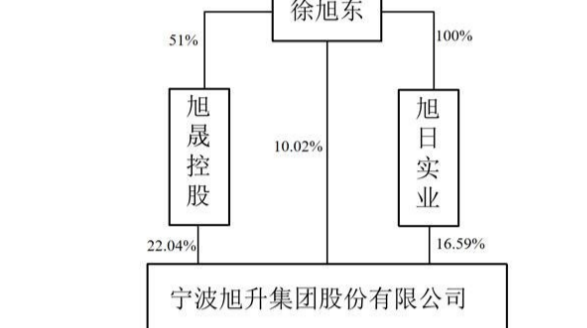 徐旭东
51%
100%
旭晟控股
10.02%
旭日实业
22.04%
16.59%
宁波旭升集团股份有限公司